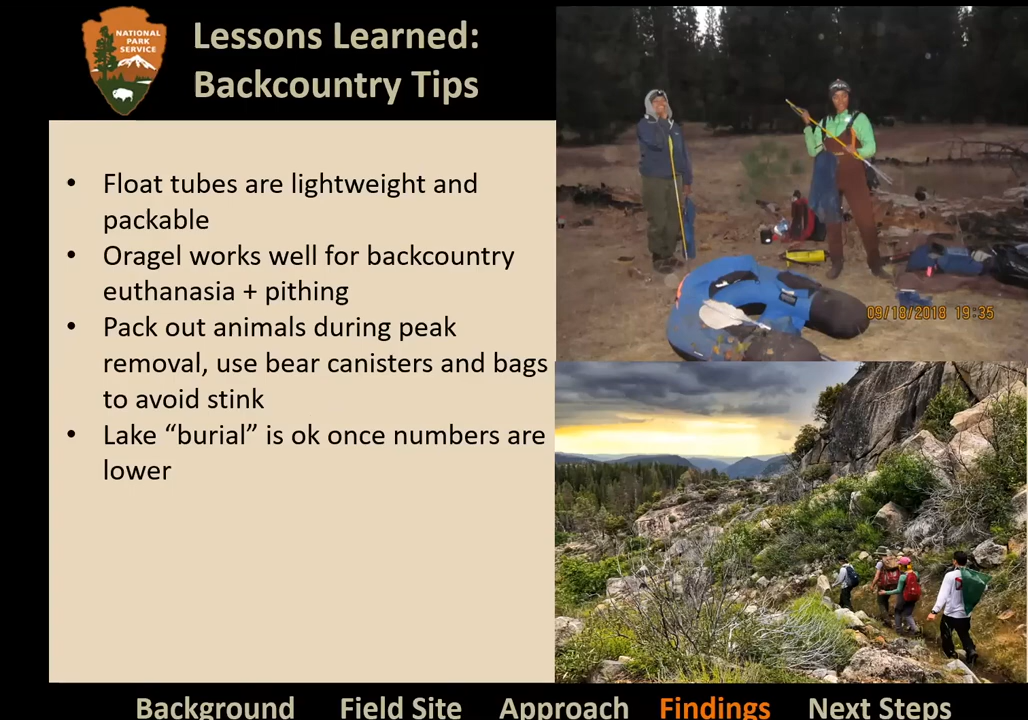 NATIONAL
PARK
SERVICE
Lessons Learned:
Backcountry Tips
• Float tubes are lightweight and
packable
• Oragel works well for backcountry
euthanasia + pithing
• Pack out animals during peak
removal, use bear canisters and bags
to avoid stink
• Lake “burial” is ok once numbers are
lower
09/18/2018 19:35
Background Field Site Approach Findings Next Steps